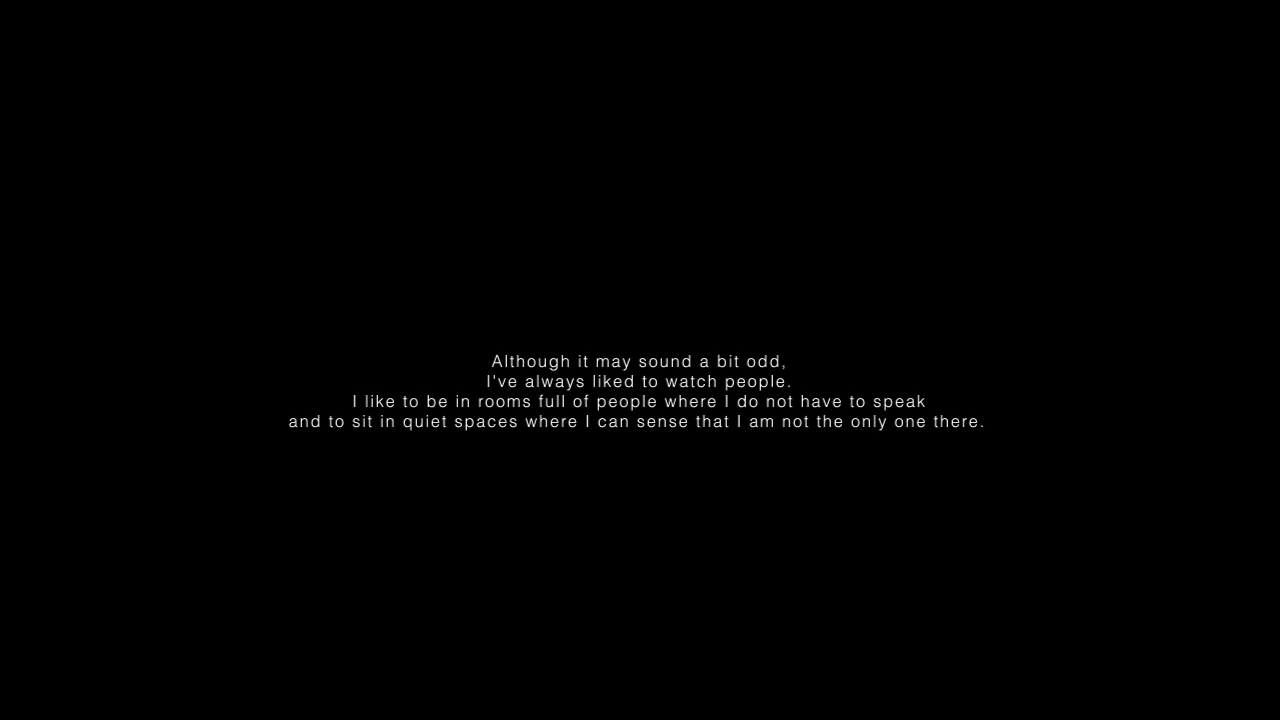 Although it may sound a bit odd,
I've always liked to watch people.
I like to be in rooms full of people where I do not have to speak
and to sit in quiet spaces where I can sense that I am not the only one there.